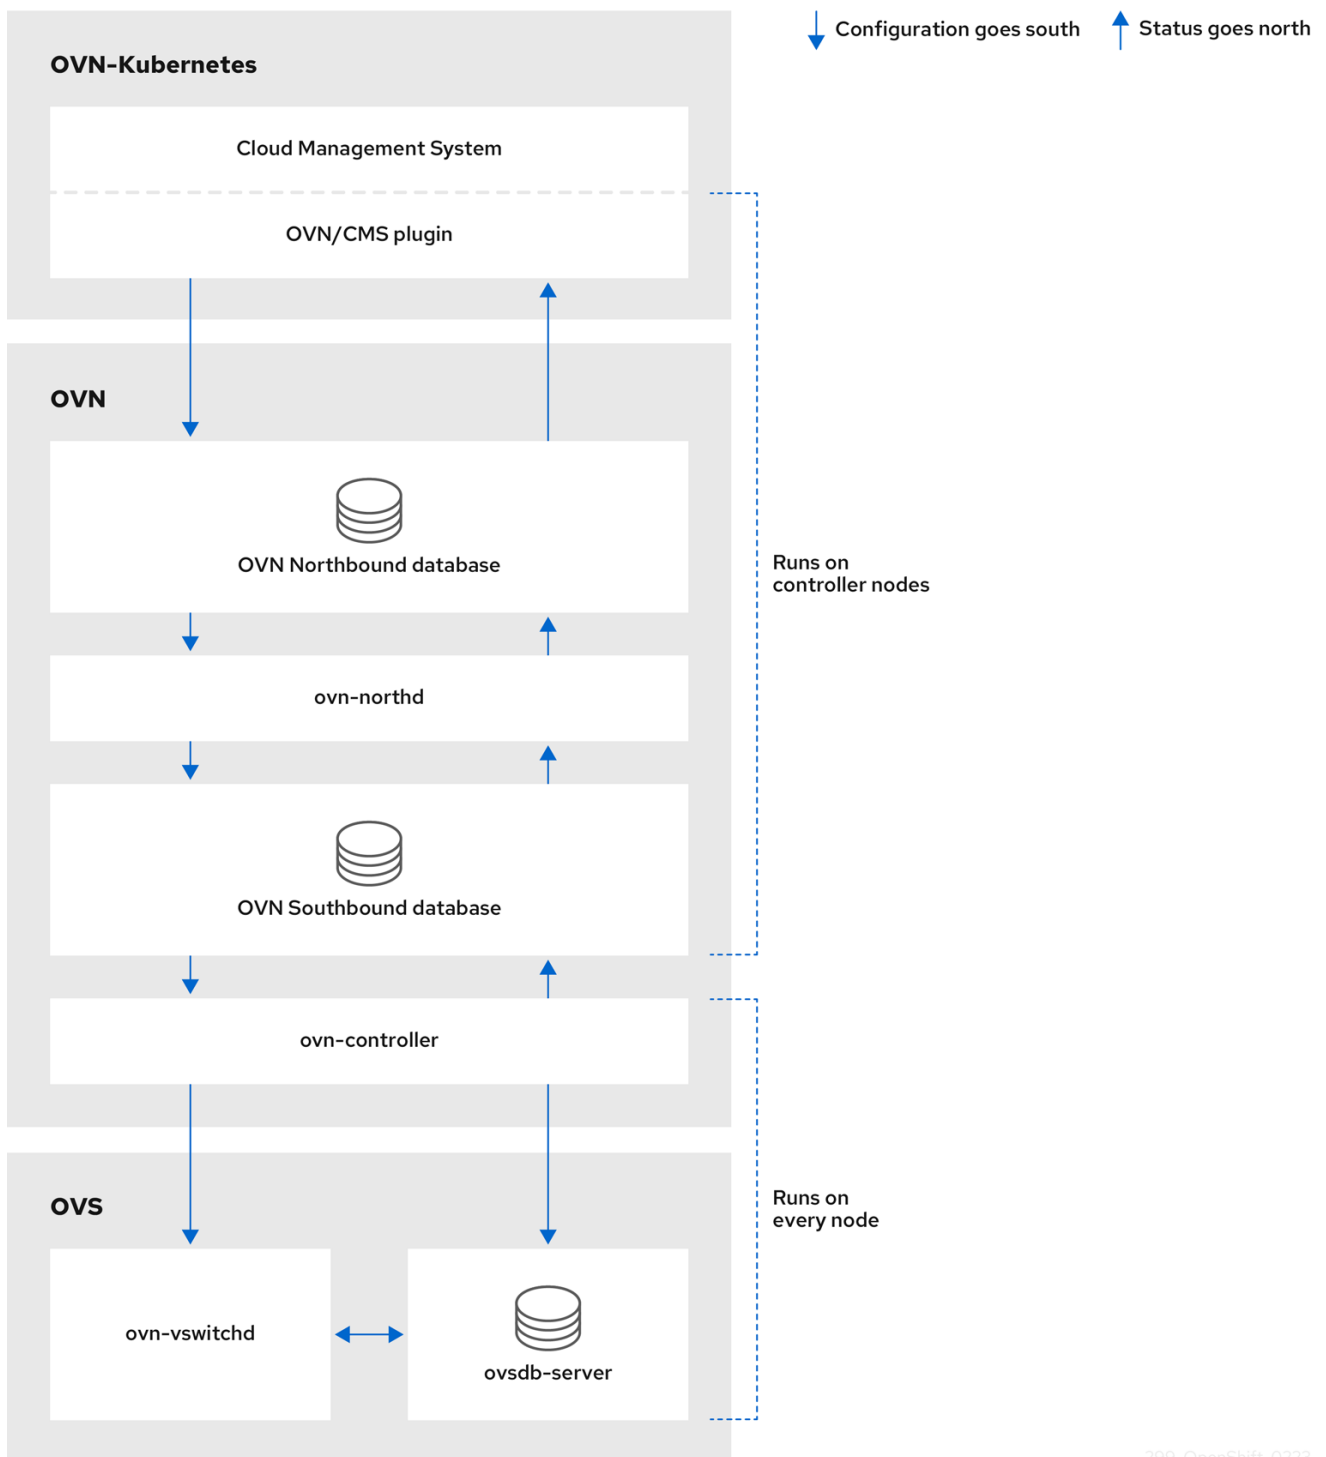 Configuration goes south
Status goes north
OVN-Kubernetes
Cloud Management System
OVN/CMS plugin
OVN
OVN Northbound database
Runs on
controller nodes
ovn-northd
OVN Southbound database
ovn-controller
OVS
Runs on
every node
ovn-vswitchd
ovsdb-server